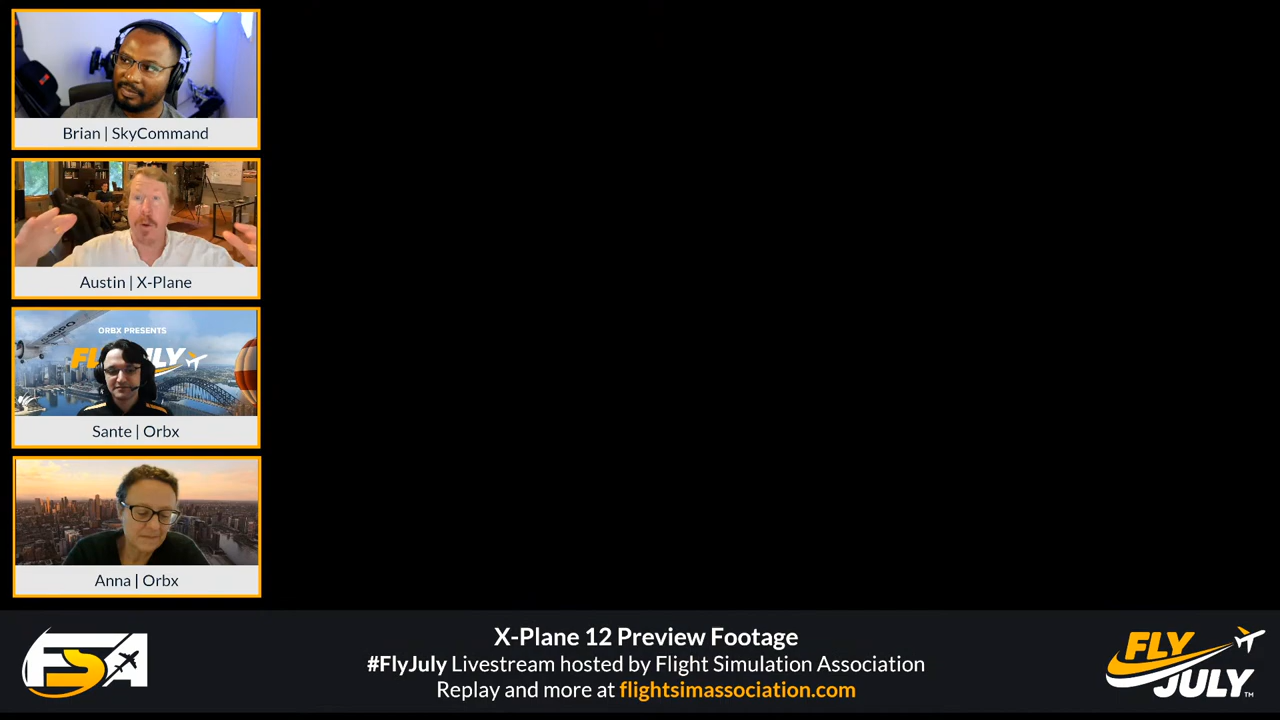 Brian | SkyCommand
Austin | X-Plane
ORBX PRESENTS
Sante | Orbx
Anna | Orbx
FSA
X-Plane 12 Preview Footage
#FlyJuly Livestream hosted by Flight Simulation Association
Replay and more at flightsimassociation.com
FLY
JULY™